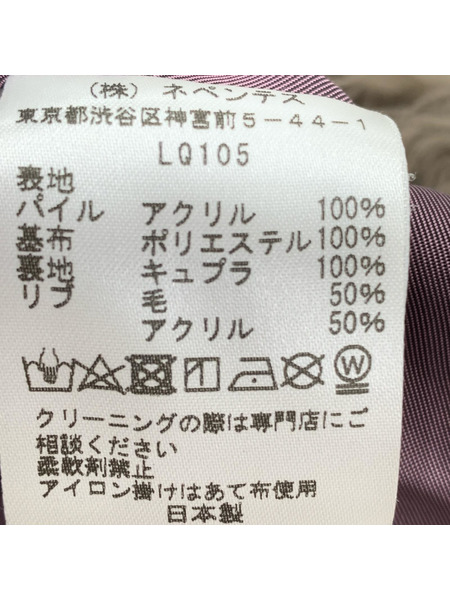 (株) ネペンテス
東京都渋谷区神宮前5-44-1
LQ105
表地
パイル アクリル 100%
基布 ポリエステル 100%
裏地 キュプラ 100%
リブ 毛 50%
アクリル 50%
W
クリーニングの際は専門店にご
相談ください
柔軟剤禁止
アイロン掛けはあて布使用
日本製